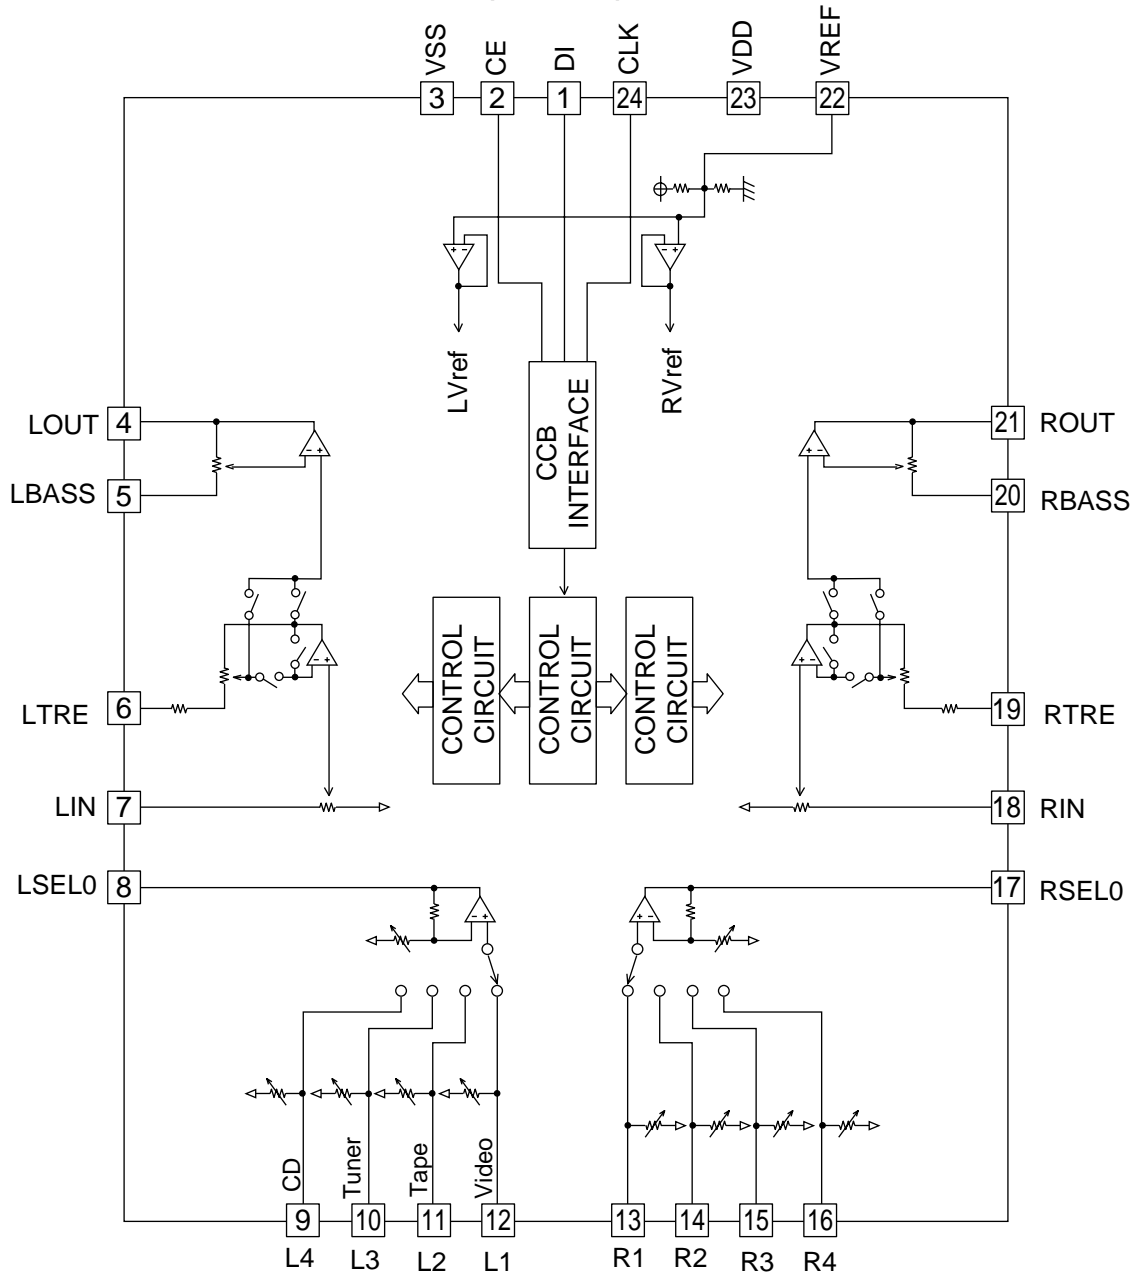 VSS
CE
DI
CLK
VDD
VREF
3
2
1
24
23
22
LVref
RVref
CCB
INTERFACE
LOUT
4
21
ROUT
LBASS
5
20
RBASS
CONTROL
CIRCUIT
CONTROL
CIRCUIT
CONTROL
CIRCUIT
LTRE
6
19
RTRE
LIN
7
18
RIN
LSEL0
8
17
RSEL0
CD
Tuner
Tape
Video
9
10
11
12
13
14
15
16
L4
L3
L2
L1
R1
R2
R3
R4